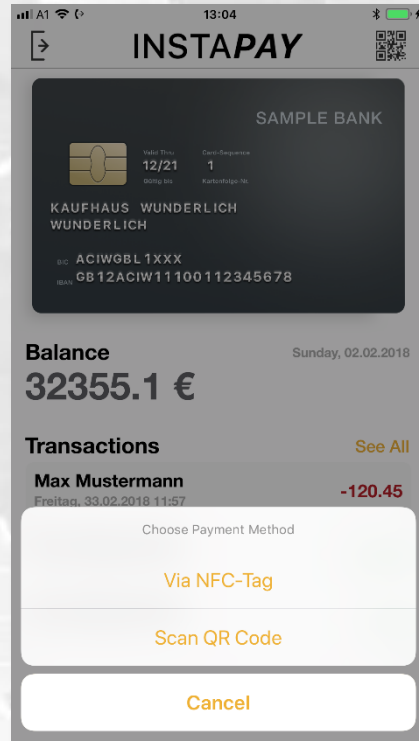 A1 13:04
INSTAPAY
SAMPLE BANK
Valid Thru Card-Sequence
12/21 1
Gültig bis Kartenfolge-Nr.
KAUFHAUS WUNDERLICH
WUNDERLICH
BIC ACIWGBL1XXX
IBAN GB12ACIW11100112345678
Balance Sunday, 02.02.2018
32355.1 €
Transactions See All
Max Mustermann -120.45
Freitag, 33.02.2018 11:57
Choose Payment Method
Via NFC-Tag
Scan QR Code
Cancel